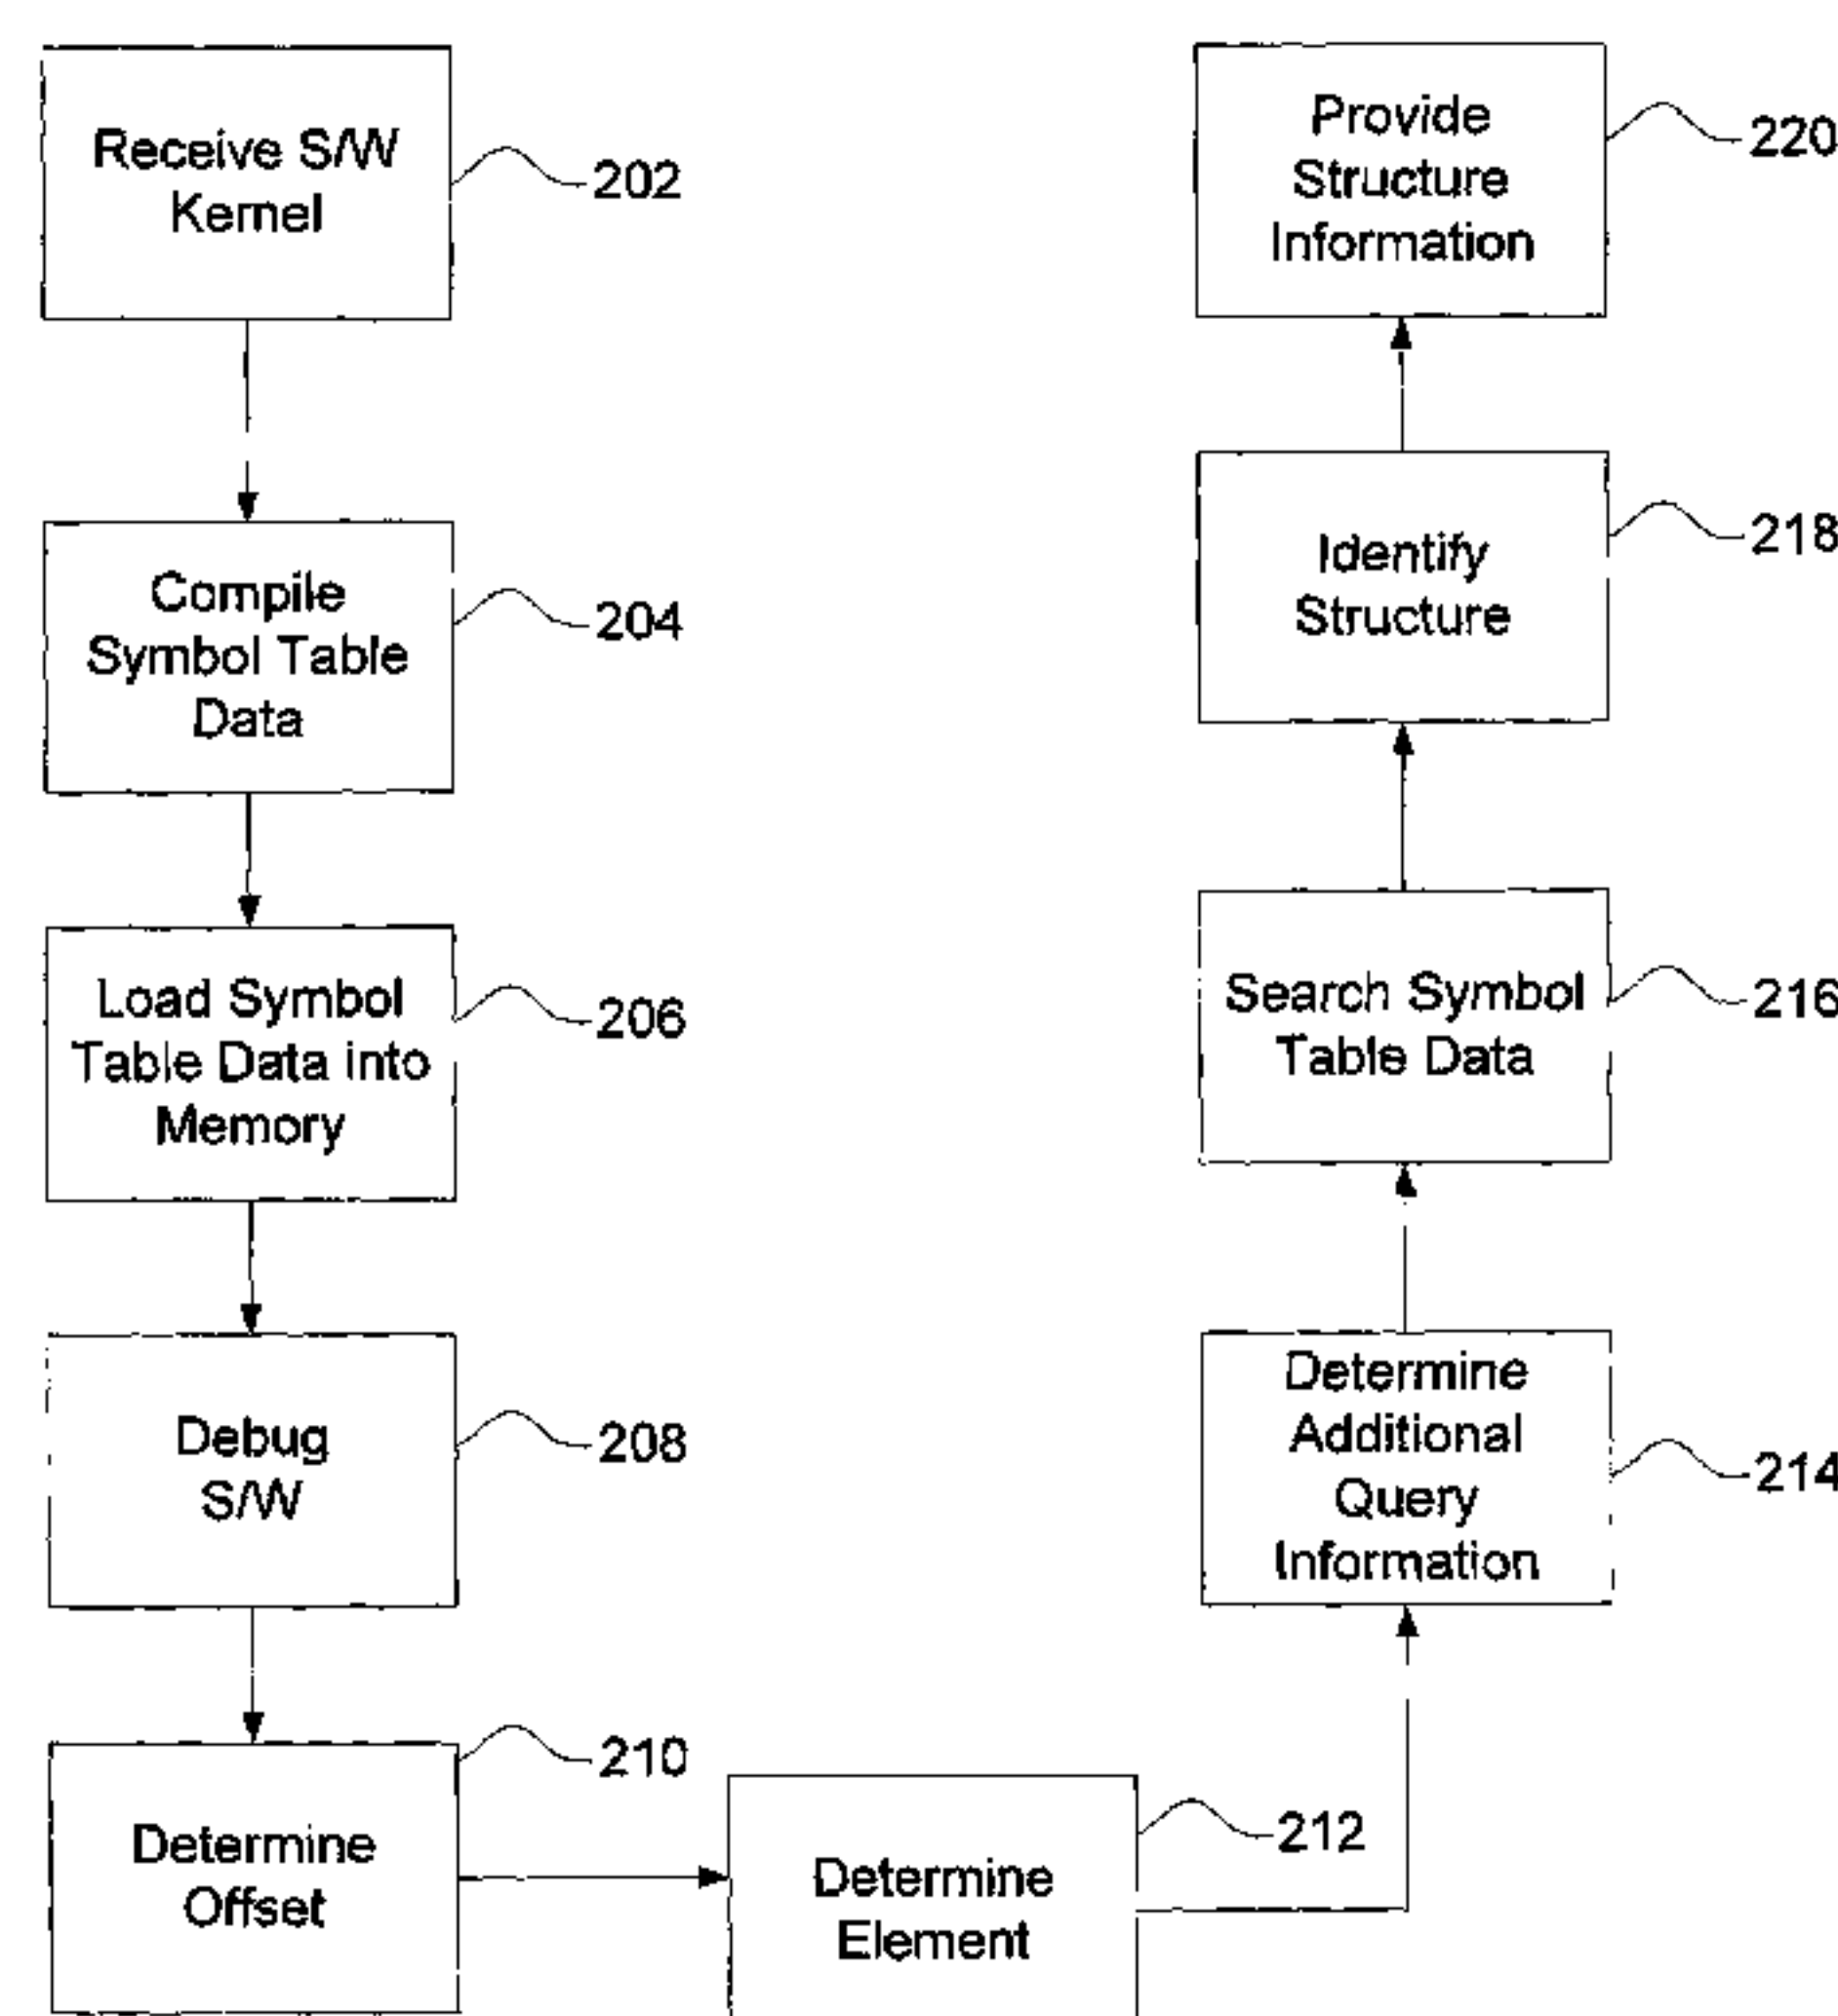 Receive S/W
Kernel
202
Compile
Symbol Table
Data
204
Load Symbol
Table Data into
Memory
206
Debug
S/W
208
Determine
Offset
210
Determine
Element
212
Determine
Additional
Query
Information
214
Search Symbol
Table Data
216
Identify
Structure
218
Provide
Structure
Information
220